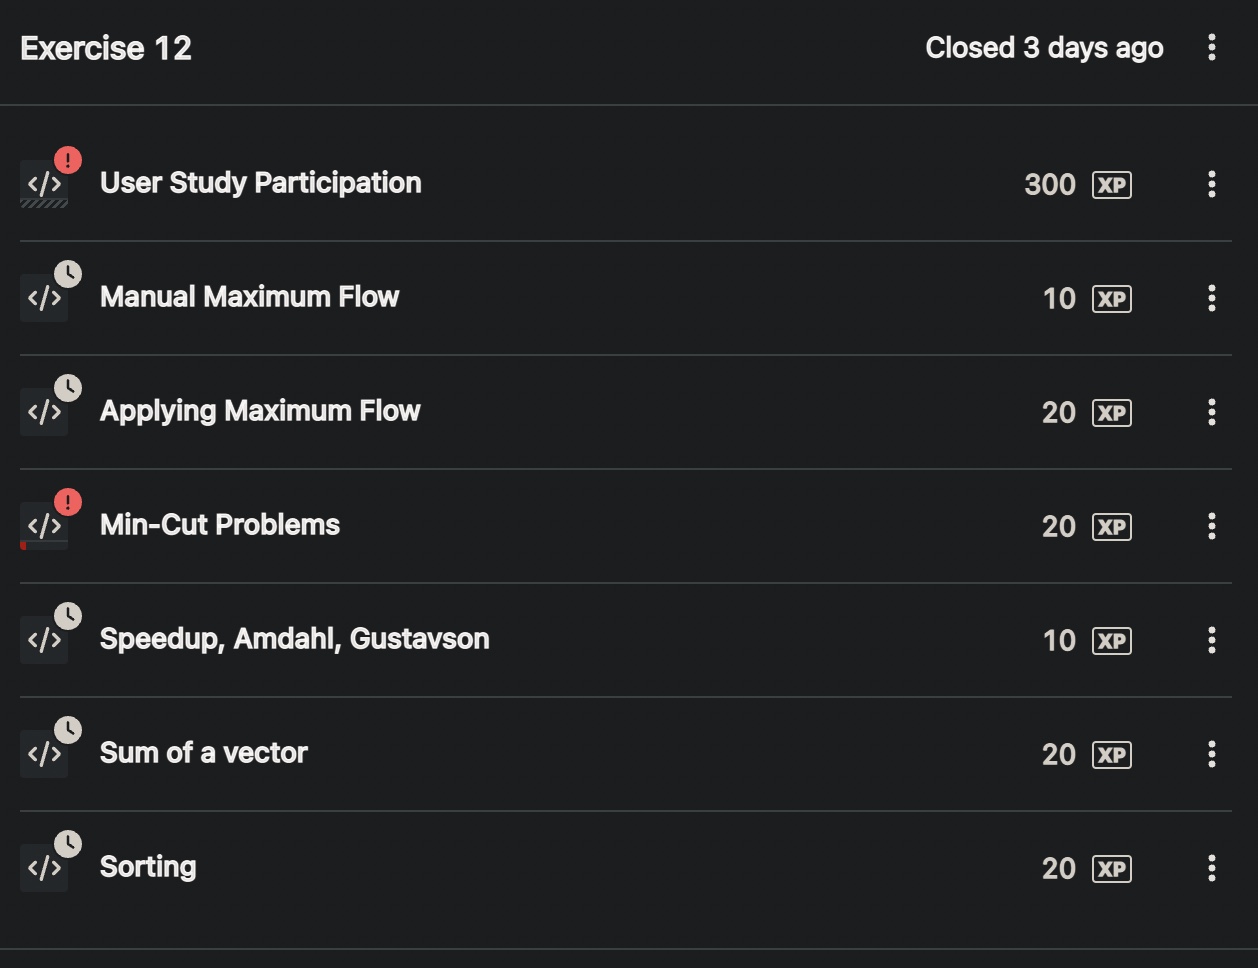 Exercise 12 Closed 3 days ago
</> ! User Study Participation 300 XP
</> Manual Maximum Flow 10 XP
</> Applying Maximum Flow 20 XP
</> ! Min-Cut Problems 20 XP
</> Speedup, Amdahl, Gustavson 10 XP
</> Sum of a vector 20 XP
</> Sorting 20 XP